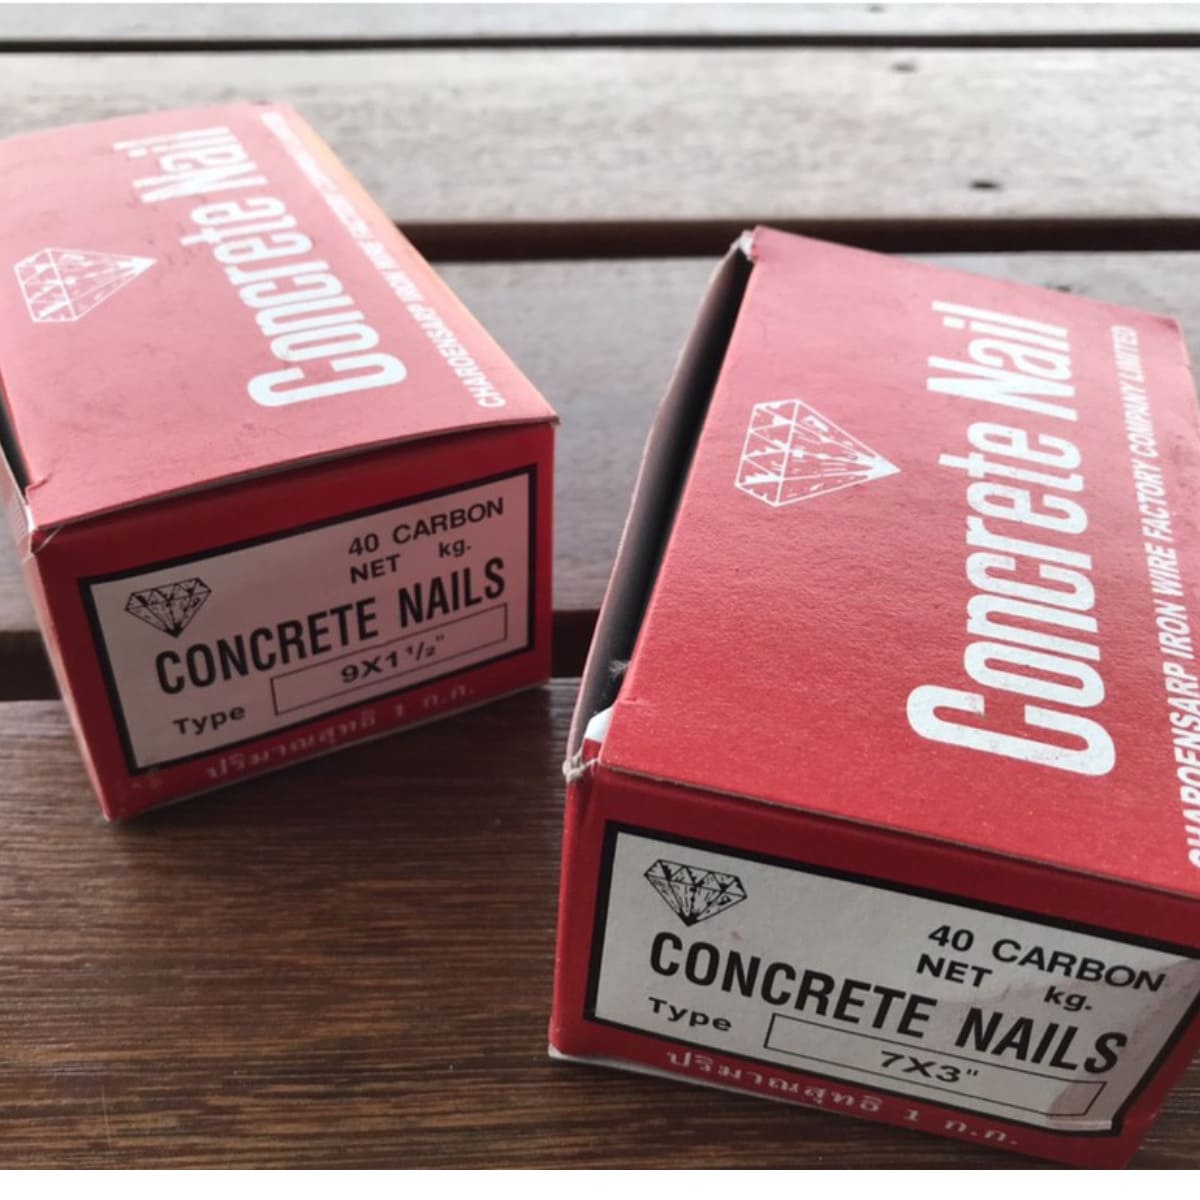 Concrete Nail
CHAROENSARP IRON WIRE FACTORY COMPANY LIMITED
40 CARBON
NET kg.
CONCRETE NAILS
Type 9X1 1/2"
ปริมาณสุทธิ 1 ก.ก.
Concrete Nail
CHAROENSARP IRON WIRE FACTORY COMPANY LIMITED
40 CARBON
NET kg.
CONCRETE NAILS
Type 7X3"
ปริมาณสุทธิ 1 ก.ก.